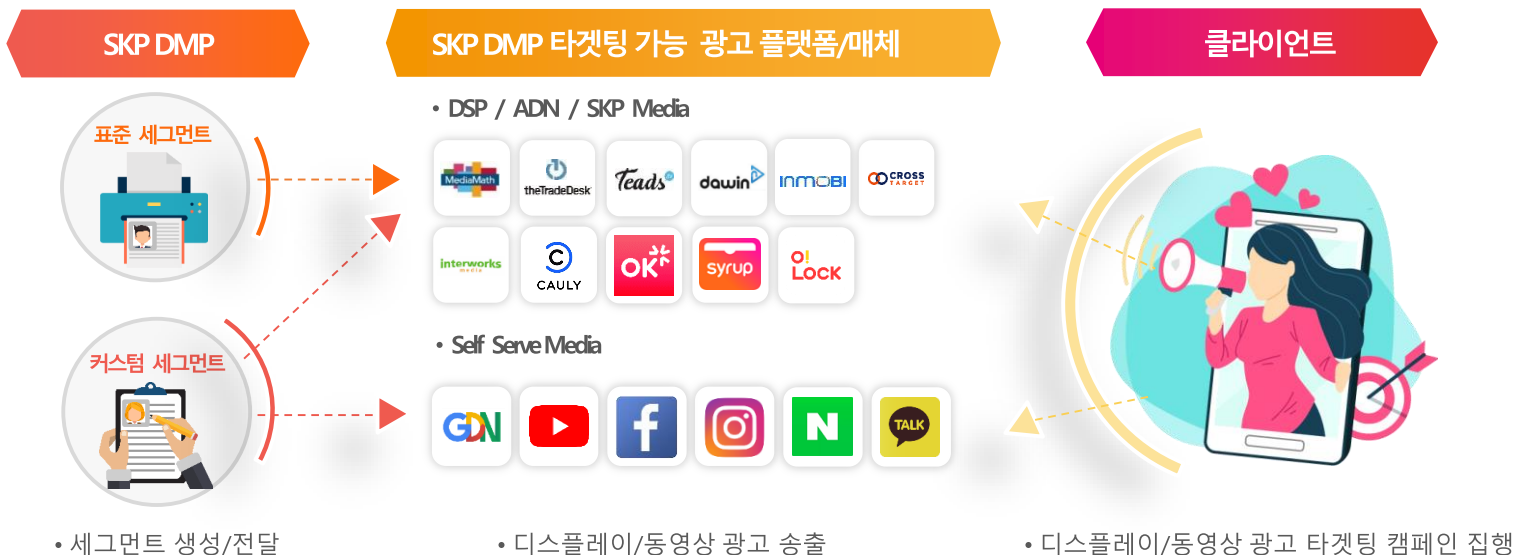 SKP DMP
SKP DMP 타겟팅 가능 광고 플랫폼/매체
클라이언트
표준 세그먼트
커스텀 세그먼트
• DSP / ADN / SKP Media
MediaMath
theTradeDesk
Teads
dawin
INMOBI
CROSS
TARGET
interworks
media
CAULY
OK
syrup
O!
LOCK
• Self Serve Media
GDN
f
N
TALK
• 세그먼트 생성/전달
• 디스플레이/동영상 광고 송출
• 디스플레이/동영상 광고 타겟팅 캠페인 집행